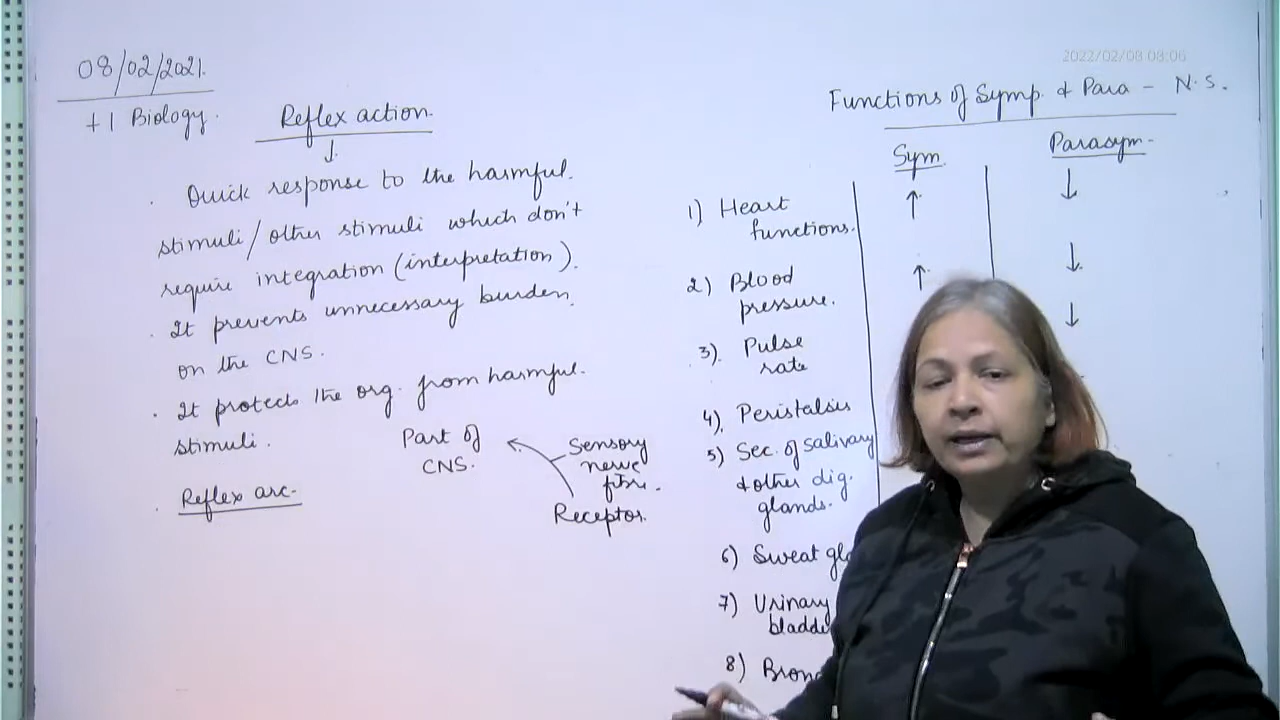 08/02/2021.
+1 Biology.
Reflex action.
↓
. Quick response to the harmful.
stimuli/other stimuli which don't
require integration (interpretation).
. It prevents unnecessary burden.
on the CNS.
. It protects the org. from harmful.
stimuli.
. Reflex arc-
Part of
CNS.
Sensory
nerve
fibre.
Receptor.
2022/02/08 08:06
Functions of Symp. & Para - N.S.
Sym. Parasym-
1) Heart ↑ ↓
functions.
2) Blood ↑ ↓
pressure.
3). Pulse ↓
rate
4). Peristalsis
5) Sec. of salivary
& other dig.
glands.
6) Sweat
7) Urinary
8)